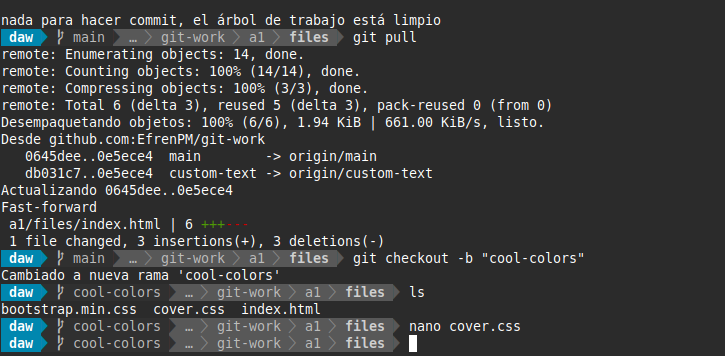 nada para hacer commit, el árbol de trabajo está limpio
daw main … git-work a1 files git pull
remote: Enumerating objects: 14, done.
remote: Counting objects: 100% (14/14), done.
remote: Compressing objects: 100% (3/3), done.
remote: Total 6 (delta 3), reused 5 (delta 3), pack-reused 0 (from 0)
Desempaquetando objetos: 100% (6/6), 1.94 KiB | 661.00 KiB/s, listo.
Desde github.com:EfrenPM/git-work
0645dee..0e5ece4 main -> origin/main
db031c7..0e5ece4 custom-text -> origin/custom-text
Actualizando 0645dee..0e5ece4
Fast-forward
a1/files/index.html | 6 +++---
1 file changed, 3 insertions(+), 3 deletions(-)
daw main … git-work a1 files git checkout -b "cool-colors"
Cambiado a nueva rama 'cool-colors'
daw cool-colors … git-work a1 files ls
bootstrap.min.css cover.css index.html
daw cool-colors … git-work a1 files nano cover.css
daw cool-colors … git-work a1 files